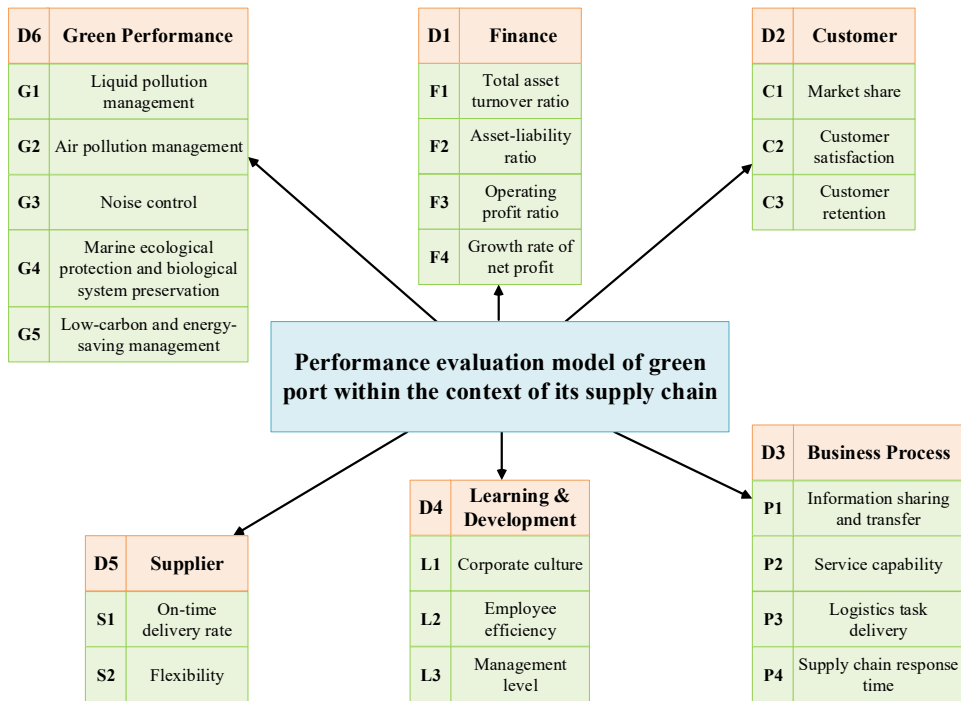 D6 Green Performance
G1 Liquid pollution
management
G2 Air pollution management
G3 Noise control
G4 Marine ecological
protection and biological
system preservation
G5 Low-carbon and energy-
saving management
D1 Finance
F1 Total asset
turnover ratio
F2 Asset-liability
ratio
F3 Operating
profit ratio
F4 Growth rate of
net profit
D2 Customer
C1 Market share
C2 Customer
satisfaction
C3 Customer
retention
Performance evaluation model of green
port within the context of its supply chain
D5 Supplier
S1 On-time
delivery rate
S2 Flexibility
D4 Learning &
Development
L1 Corporate culture
L2 Employee
efficiency
L3 Management
level
D3 Business Process
P1 Information sharing
and transfer
P2 Service capability
P3 Logistics task
delivery
P4 Supply chain response
time